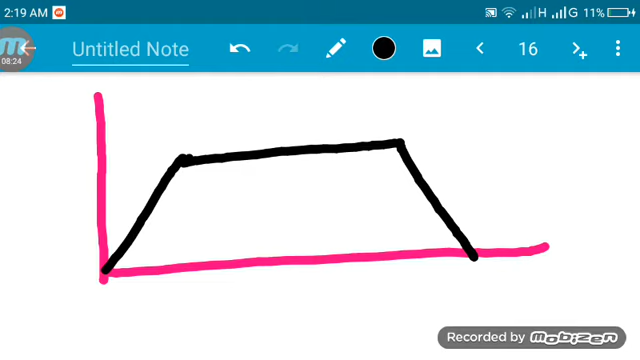 2:19 AM H G 11%
08:24 Untitled Note 16
Recorded by mobizen